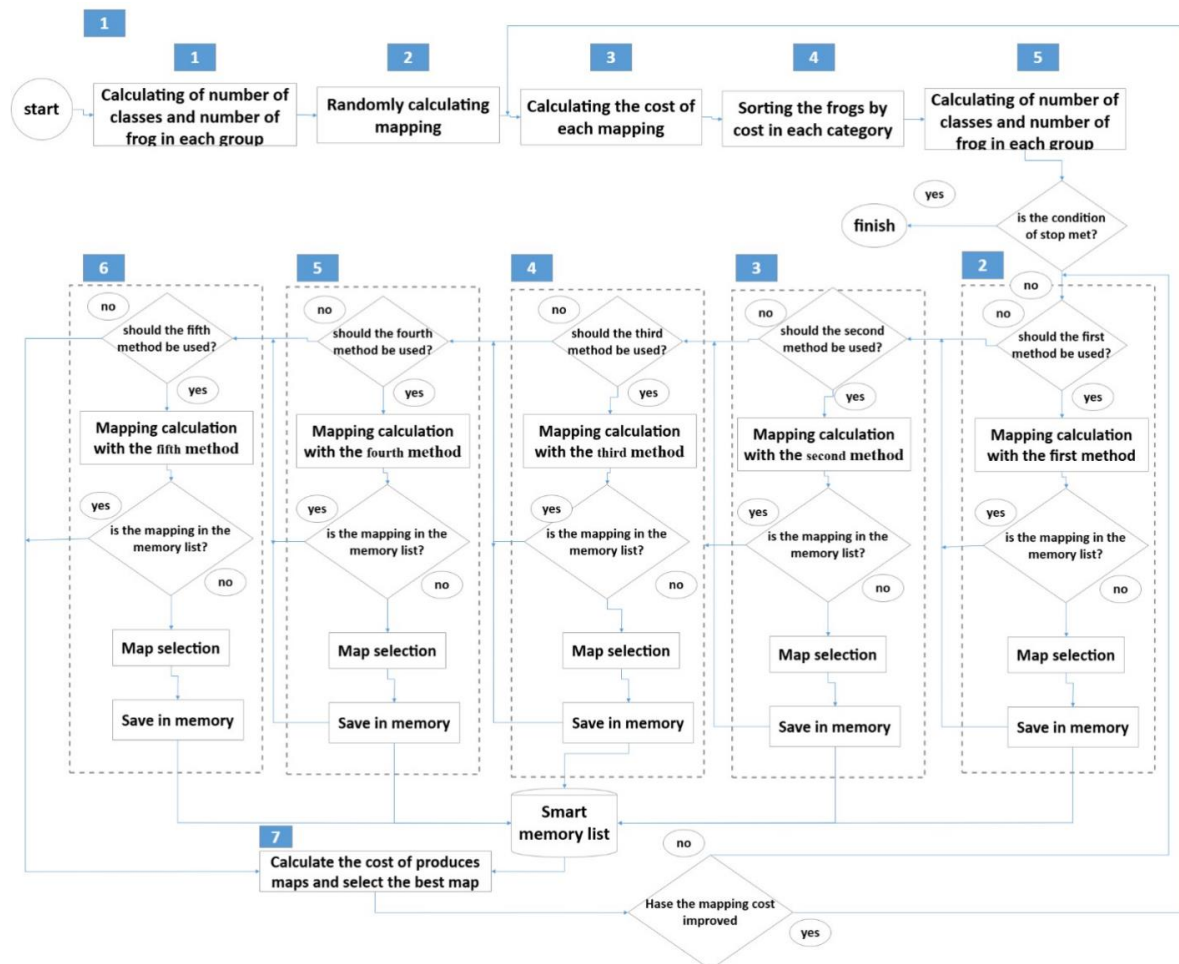 1
1
2
3
4
5
start
Calculating of number of
classes and number of
frog in each group
Randomly calculating
mapping
Calculating the cost of
each mapping
Sorting the frogs by
cost in each category
Calculating of number of
classes and number of
frog in each group
yes
finish
is the condition
of stop met?
6
5
4
3
2
no
no
no
no
no
no
should the fifth
method be used?
should the fourth
method be used?
should the third
method be used?
should the second
method be used?
should the first
method be used?
yes
yes
yes
yes
yes
Mapping calculation
with the fifth method
Mapping calculation
with the fourth method
Mapping calculation
with the third method
Mapping calculation
with the second method
Mapping calculation
with the first method
yes
yes
yes
yes
yes
is the mapping in the
memory list?
is the mapping in the
memory list?
is the mapping in the
memory list?
is the mapping in the
memory list?
is the mapping in the
memory list?
no
no
no
no
no
Map selection
Map selection
Map selection
Map selection
Map selection
Save in memory
Save in memory
Save in memory
Save in memory
Save in memory
Smart
memory list
7
Calculate the cost of produces
maps and select the best map
no
Hase the mapping cost
improved
yes